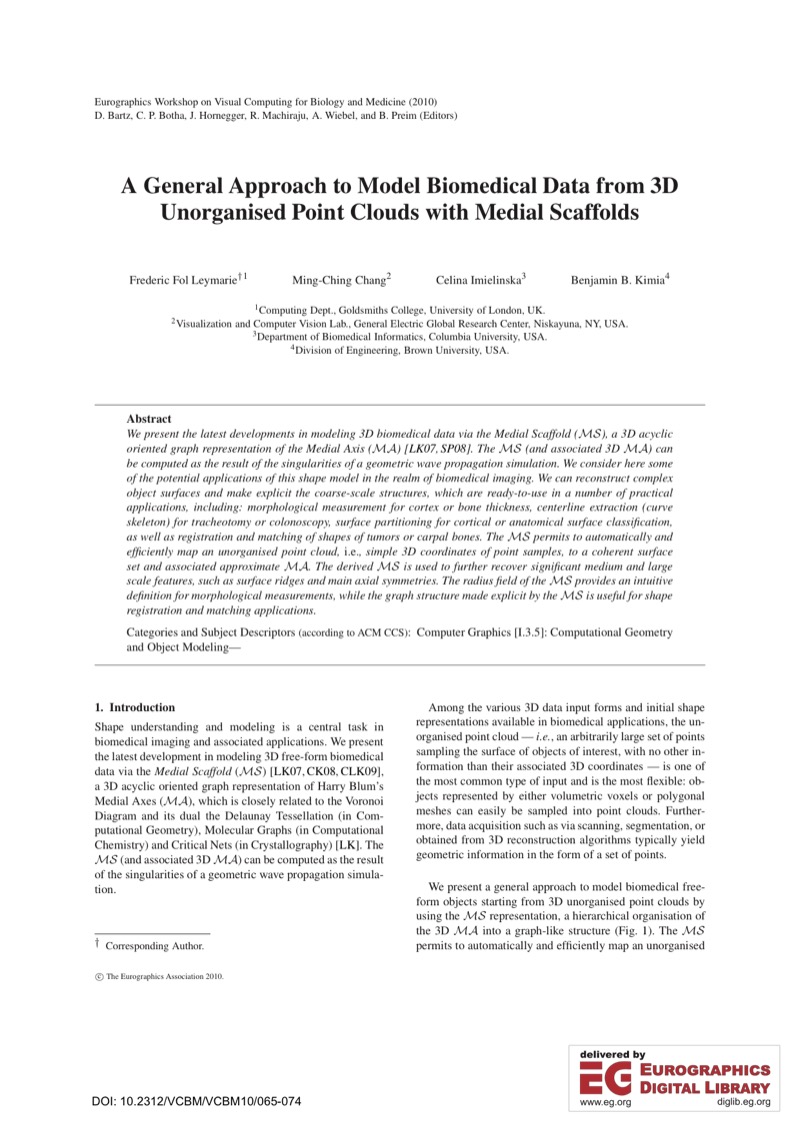 Eurographics Workshop on Visual Computing for Biology and Medicine (2010)
D. Bartz, C. P. Botha, J. Hornegger, R. Machiraju, A. Wiebel, and B. Preim (Editors)
A General Approach to Model Biomedical Data from 3D
Unorganised Point Clouds with Medial Scaffolds
Frederic Fol Leymarie†1 Ming-Ching Chang2 Celina Imielinska3 Benjamin B. Kimia4
1Computing Dept., Goldsmiths College, University of London, UK.
2Visualization and Computer Vision Lab., General Electric Global Research Center, Niskayuna, NY, USA.
3Department of Biomedical Informatics, Columbia University, USA.
4Division of Engineering, Brown University, USA.
Abstract
We present the latest developments in modeling 3D biomedical data via the Medial Scaffold (MS), a 3D acyclic
oriented graph representation of the Medial Axis (MA) [LK07, SP08]. The MS (and associated 3D MA) can
be computed as the result of the singularities of a geometric wave propagation simulation. We consider here some
of the potential applications of this shape model in the realm of biomedical imaging. We can reconstruct complex
object surfaces and make explicit the coarse-scale structures, which are ready-to-use in a number of practical
applications, including: morphological measurement for cortex or bone thickness, centerline extraction (curve
skeleton) for tracheotomy or colonoscopy, surface partitioning for cortical or anatomical surface classification,
as well as registration and matching of shapes of tumors or carpal bones. The MS permits to automatically and
efficiently map an unorganised point cloud, i.e., simple 3D coordinates of point samples, to a coherent surface
set and associated approximate MA. The derived MS is used to further recover significant medium and large
scale features, such as surface ridges and main axial symmetries. The radius field of the MS provides an intuitive
definition for morphological measurements, while the graph structure made explicit by the MS is useful for shape
registration and matching applications.
Categories and Subject Descriptors (according to ACM CCS): Computer Graphics [I.3.5]: Computational Geometry
and Object Modeling—
1. Introduction
Shape understanding and modeling is a central task in
biomedical imaging and associated applications. We present
the latest development in modeling 3D free-form biomedical
data via the Medial Scaffold (MS) [LK07, CK08, CLK09],
a 3D acyclic oriented graph representation of Harry Blum's
Medial Axes (MA), which is closely related to the Voronoi
Diagram and its dual the Delaunay Tessellation (in Com-
putational Geometry), Molecular Graphs (in Computational
Chemistry) and Critical Nets (in Crystallography) [LK]. The
MS (and associated 3D MA) can be computed as the result
of the singularities of a geometric wave propagation simula-
tion.
† Corresponding Author.
© The Eurographics Association 2010.
Among the various 3D data input forms and initial shape
representations available in biomedical applications, the un-
organised point cloud — i.e., an arbitrarily large set of points
sampling the surface of objects of interest, with no other in-
formation than their associated 3D coordinates — is one of
the most common type of input and is the most flexible: ob-
jects represented by either volumetric voxels or polygonal
meshes can easily be sampled into point clouds. Further-
more, data acquisition such as via scanning, segmentation, or
obtained from 3D reconstruction algorithms typically yield
geometric information in the form of a set of points.
We present a general approach to model biomedical free-
form objects starting from 3D unorganised point clouds by
using the MS representation, a hierarchical organisation of
the 3D MA into a graph-like structure (Fig. 1). The MS
permits to automatically and efficiently map an unorganised
delivered by
EG EUROGRAPHICS
DIGITAL LIBRARY
www.eg.org diglib.eg.org
DOI: 10.2312/VCBM/VCBM10/065-074